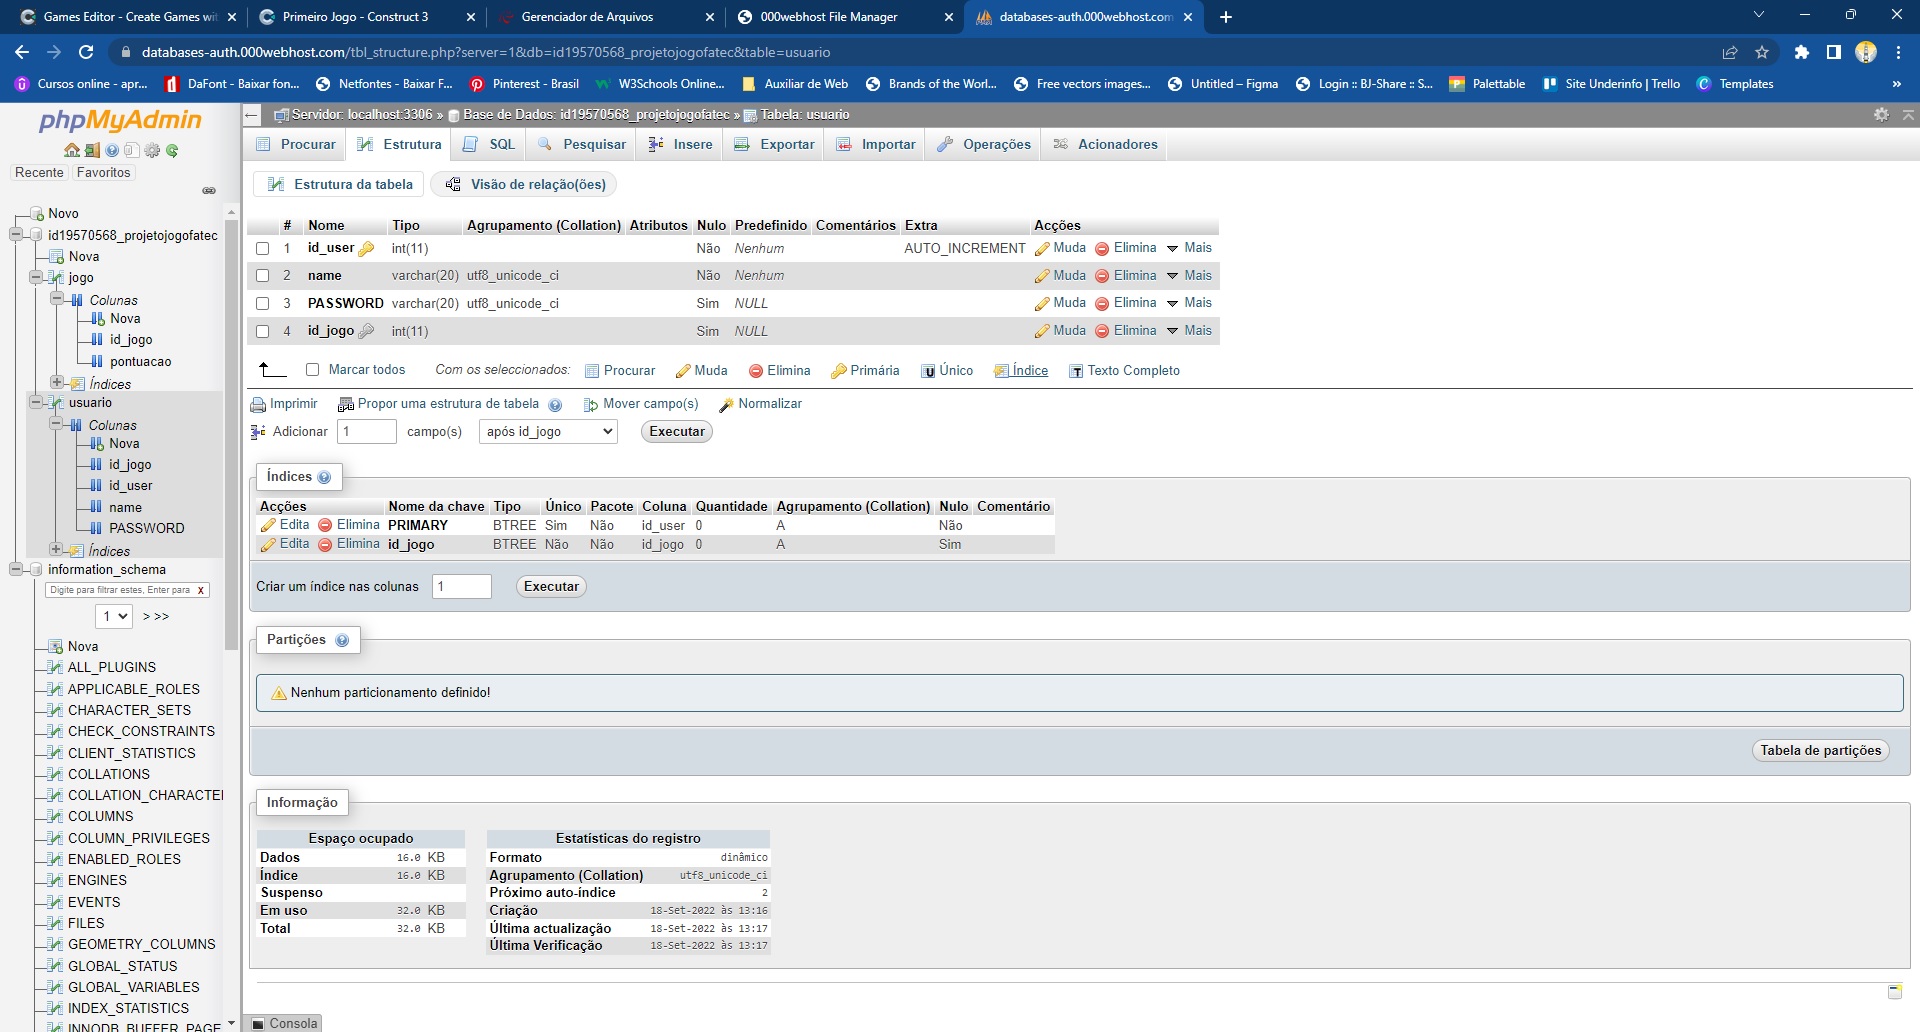 Games Editor - Create Games wit
Primeiro Jogo - Construct 3
Gerenciador de Arquivos
000webhost File Manager
databases-auth.000webhost.com
databases-auth.000webhost.com/tbl_structure.php?server=1&db=id19570568_projetojogofatec&table=usuario
Cursos online - apr...
DaFont - Baixar fon...
Netfontes - Baixar F...
Pinterest - Brasil
W3Schools Online...
Auxiliar de Web
Brands of the Worl...
Free vectors images...
Untitled – Figma
Login :: BJ-Share :: S...
Palettable
Site Underinfo | Trello
Templates
»
phpMyAdmin
Recente Favoritos
Novo
id19570568_projetojogofatec
Nova
jogo
Colunas
Nova
id_jogo
pontuacao
Índices
usuario
Colunas
Nova
id_jogo
id_user
name
PASSWORD
Índices
information_schema
Digite para filtrar estes, Enter para X
1 > >>
Nova
ALL_PLUGINS
APPLICABLE_ROLES
CHARACTER_SETS
CHECK_CONSTRAINTS
CLIENT_STATISTICS
COLLATIONS
COLLATION_CHARACTEI
COLUMNS
COLUMN_PRIVILEGES
ENABLED_ROLES
ENGINES
EVENTS
FILES
GEOMETRY_COLUMNS
GLOBAL_STATUS
GLOBAL_VARIABLES
INDEX_STATISTICS
INNODB_BUFFER_PAGE
Servidor: localhost:3306 » Base de Dados: id19570568_projetojogofatec » Tabela: usuario
Procurar Estrutura SQL Pesquisar Insere Exportar Importar Operações Acionadores
Estrutura da tabela Visão de relação(ões)
# Nome Tipo Agrupamento (Collation) Atributos Nulo Predefinido Comentários Extra Acções
1 id_user int(11) Não Nenhum AUTO_INCREMENT Muda Elimina Mais
2 name varchar(20) utf8_unicode_ci Não Nenhum Muda Elimina Mais
3 PASSWORD varchar(20) utf8_unicode_ci Sim NULL Muda Elimina Mais
4 id_jogo int(11) Sim NULL Muda Elimina Mais
Marcar todos Com os seleccionados: Procurar Muda Elimina Primária Único Índice Texto Completo
Imprimir Propor uma estrutura de tabela Mover campo(s) Normalizar
Adicionar 1 campo(s) após id_jogo Executar
Índices
Acções Nome da chave Tipo Único Pacote Coluna Quantidade Agrupamento (Collation) Nulo Comentário
Edita Elimina PRIMARY BTREE Sim Não id_user 0 A Não
Edita Elimina id_jogo BTREE Não Não id_jogo 0 A Sim
Criar um índice nas colunas 1 Executar
Partições
Nenhum particionamento definido!
Tabela de partições
Informação
Espaço ocupado
Dados 16.0 KB
Índice 16.0 KB
Suspenso
Em uso 32.0 KB
Total 32.0 KB
Estatísticas do registro
Formato dinâmico
Agrupamento (Collation) utf8_unicode_ci
Próximo auto-índice 2
Criação 18-Set-2022 às 13:16
Última actualização 18-Set-2022 às 13:17
Última Verificação 18-Set-2022 às 13:17
Consola